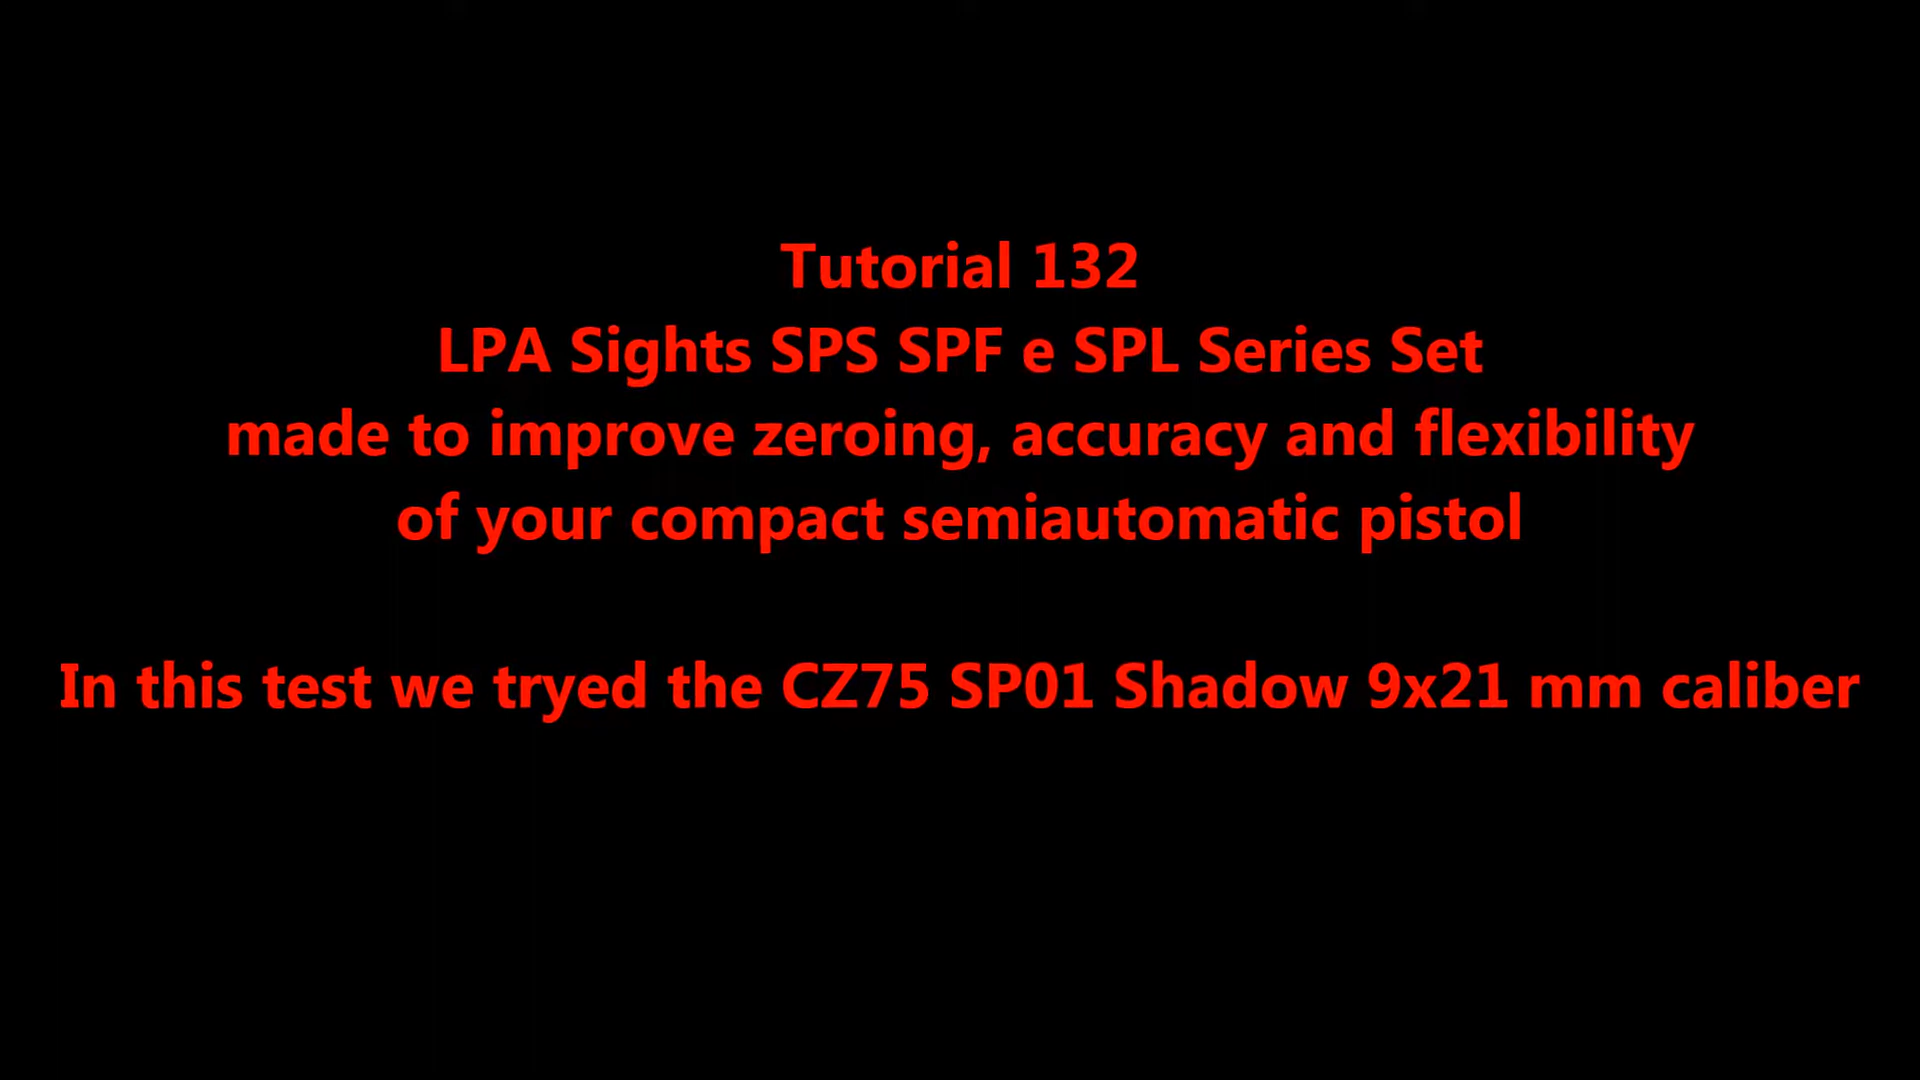 Tutorial 132
LPA Sights SPS SPF e SPL Series Set
made to improve zeroing, accuracy and flexibility
of your compact semiautomatic pistol
In this test we tryed the CZ75 SP01 Shadow 9x21 mm caliber